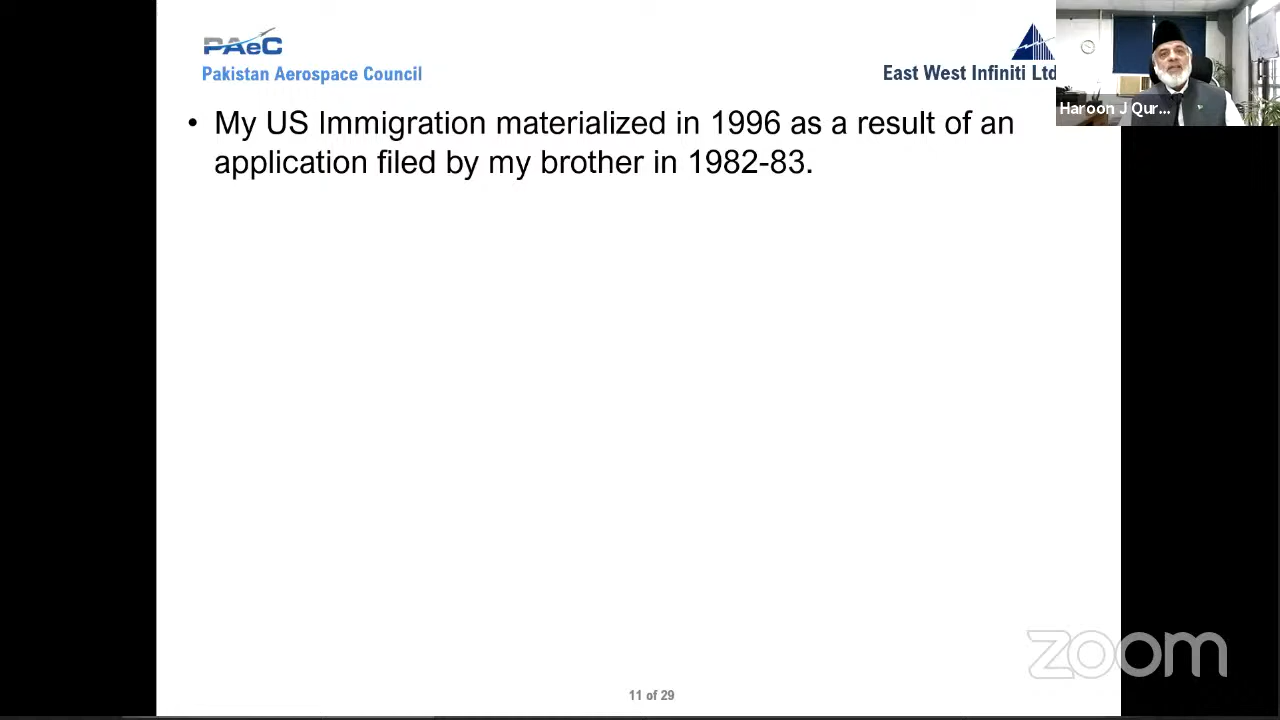 PAeC
Pakistan Aerospace Council
East West Infiniti Ltd
Haroon J Qur...
• My US Immigration materialized in 1996 as a result of an
application filed by my brother in 1982-83.
zoom
11 of 29